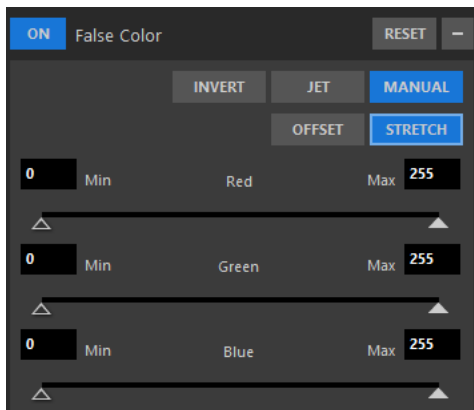 ON False Color RESET –
INVERT JET MANUAL
OFFSET STRETCH
0 Min Red Max 255
0 Min Green Max 255
0 Min Blue Max 255